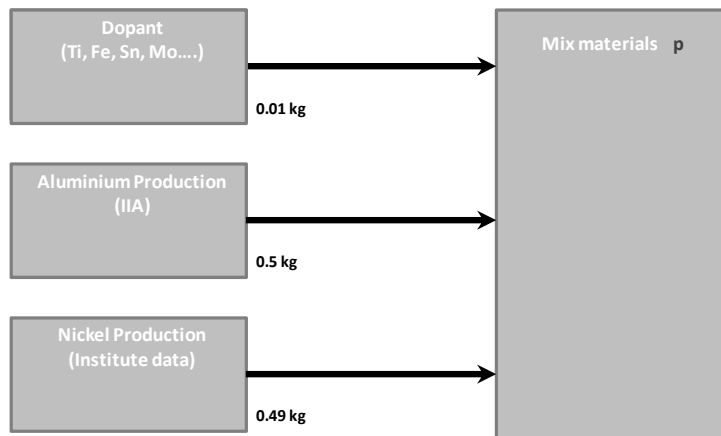 Dopant
(Ti, Fe, Sn, Mo....)
Mix materials p
0.01 kg
Aluminium Production
(IIA)
0.5 kg
Nickel Production
(Institute data)
0.49 kg